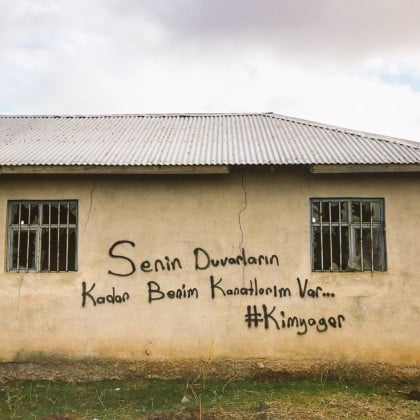 Senin Duvarların
Kadar Benim Kanatlarım Var...
#Kimyager